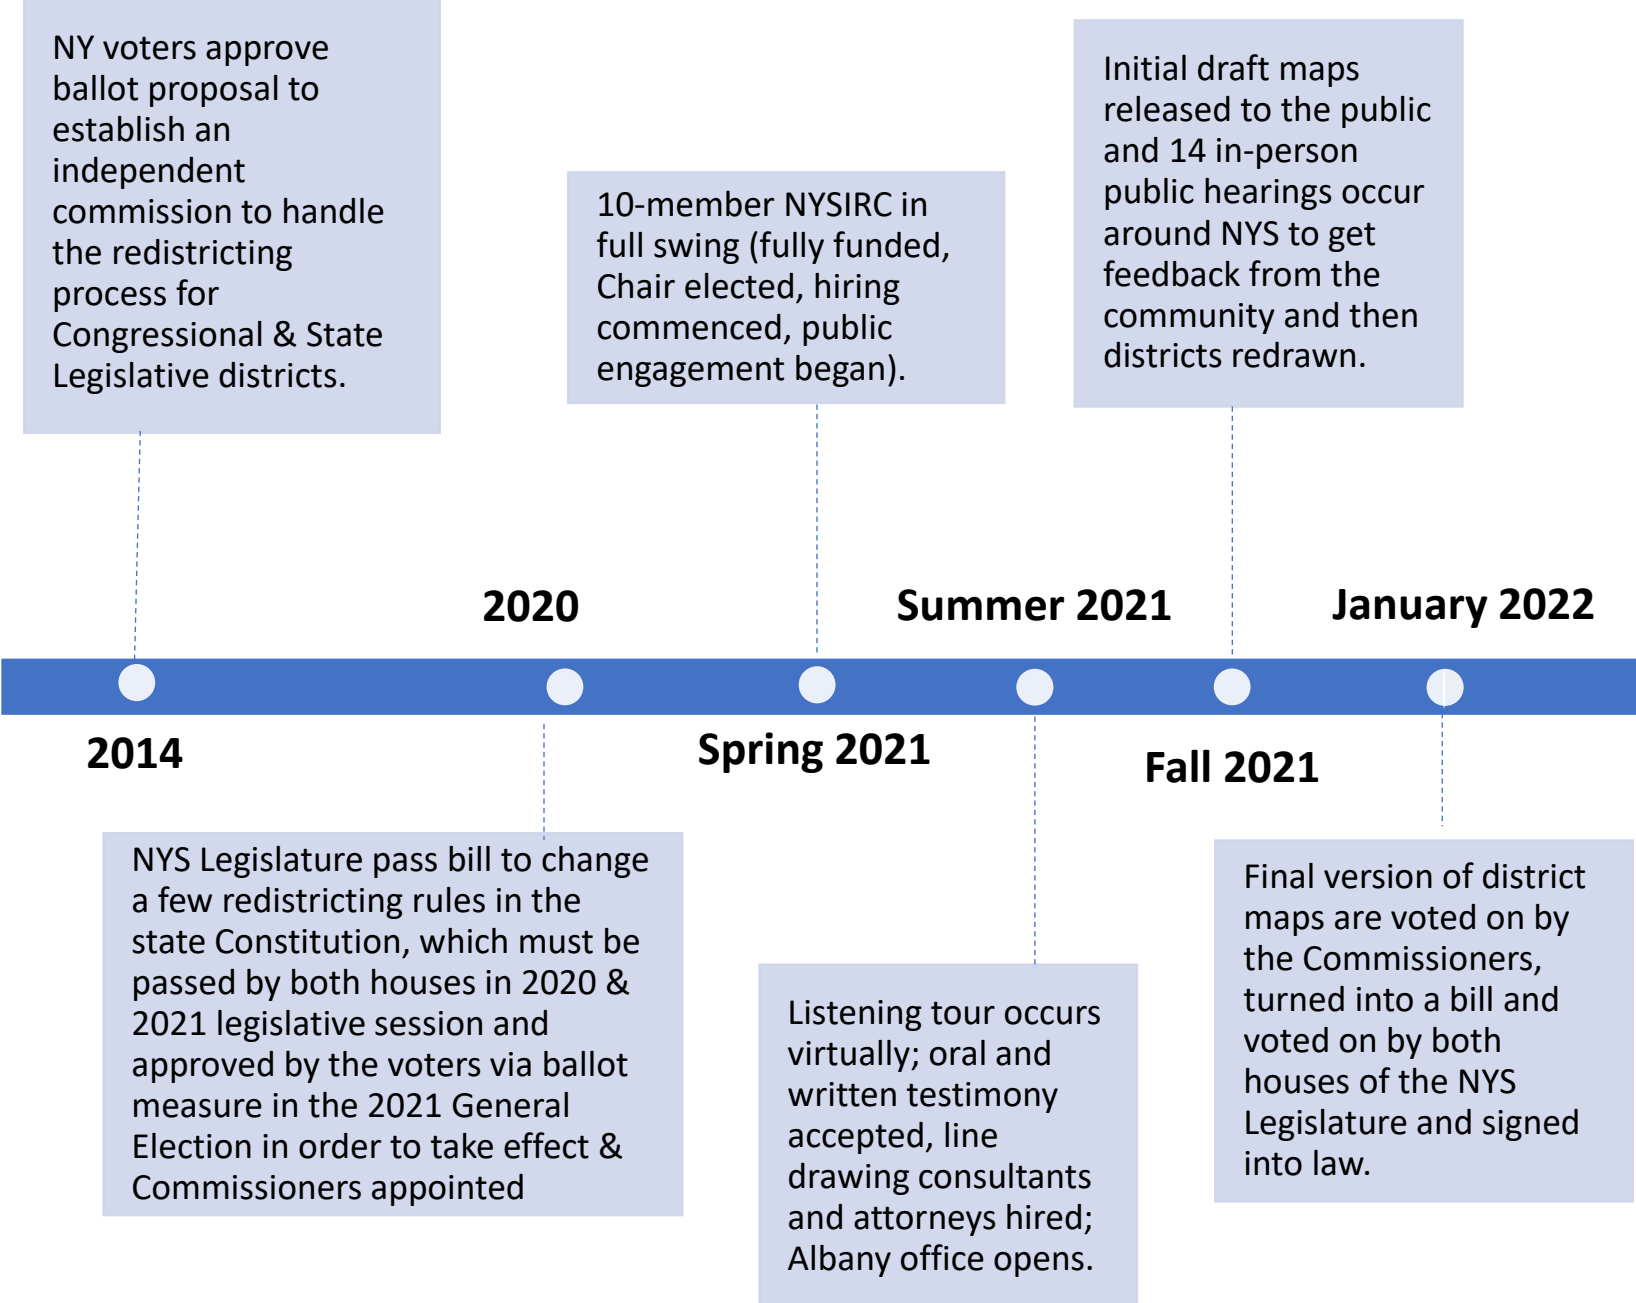 NY voters approve
ballot proposal to
establish an
independent
commission to handle
the redistricting
process for
Congressional & State
Legislative districts.
10-member NYSIRC in
full swing (fully funded,
Chair elected, hiring
commenced, public
engagement began).
Initial draft maps
released to the public
and 14 in-person
public hearings occur
around NYS to get
feedback from the
community and then
districts redrawn.
2020
Summer 2021
January 2022
2014
Spring 2021
Fall 2021
NYS Legislature pass bill to change
a few redistricting rules in the
state Constitution, which must be
passed by both houses in 2020 &
2021 legislative session and
approved by the voters via ballot
measure in the 2021 General
Election in order to take effect &
Commissioners appointed
Listening tour occurs
virtually; oral and
written testimony
accepted, line
drawing consultants
and attorneys hired;
Albany office opens.
Final version of district
maps are voted on by
the Commissioners,
turned into a bill and
voted on by both
houses of the NYS
Legislature and signed
into law.